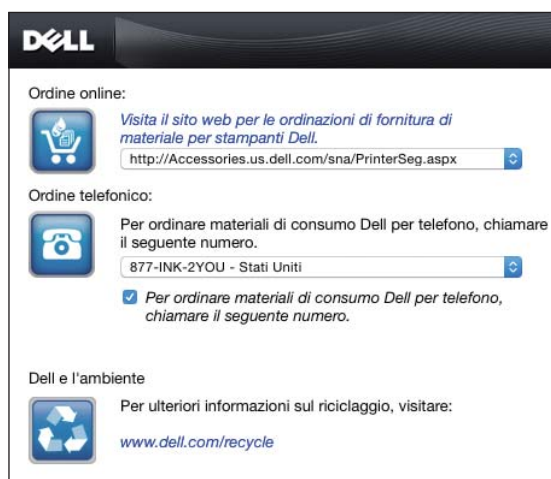 DELL
Ordine online:
Visita il sito web per le ordinazioni di fornitura di
materiale per stampanti Dell.
http://Accessories.us.dell.com/sna/PrinterSeg.aspx
Ordine telefonico:
Per ordinare materiali di consumo Dell per telefono, chiamare
il seguente numero.
877-INK-2YOU - Stati Uniti
Per ordinare materiali di consumo Dell per telefono,
chiamare il seguente numero.
Dell e l'ambiente
Per ulteriori informazioni sul riciclaggio, visitare:
www.dell.com/recycle